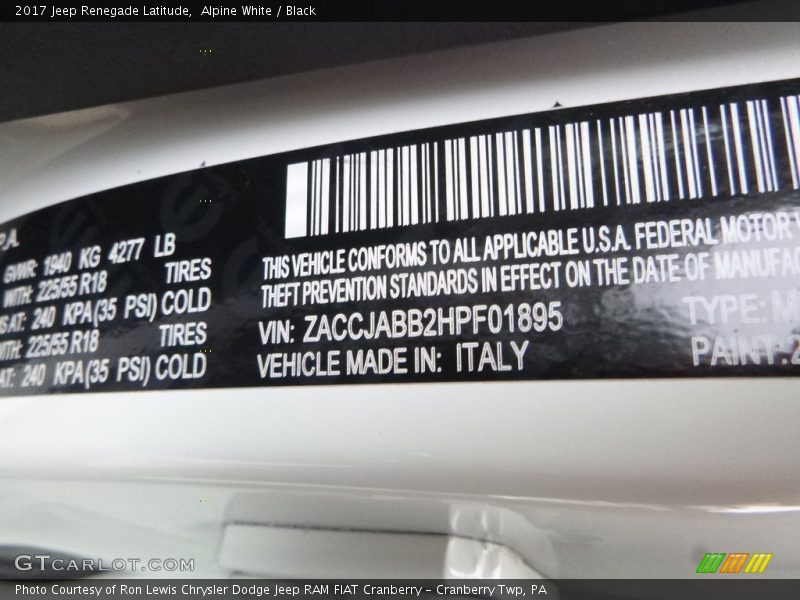 2017 Jeep Renegade Latitude,  Alpine White / Black
P.A.
GVWR: 1940 KG 4277 LB
WITH: 225/55 R18 TIRES
AT: 240 KPA(35 PSI) COLD
225/55 R18 TIRES
AT: 240 KPA(35 PSI) COLD
THIS VEHICLE CONFORMS TO ALL APPLICABLE U.S.A. FEDERAL MOTOR V
THEFT PREVENTION STANDARDS IN EFFECT ON THE DATE OF MANUFAC
VIN: ZACCJABB2HPF01895
TYPE: M
VEHICLE MADE IN: ITALY
PAINT: 2
GTCARLOT.COM
Photo Courtesy of Ron Lewis Chrysler Dodge Jeep RAM FIAT Cranberry – Cranberry Twp, PA